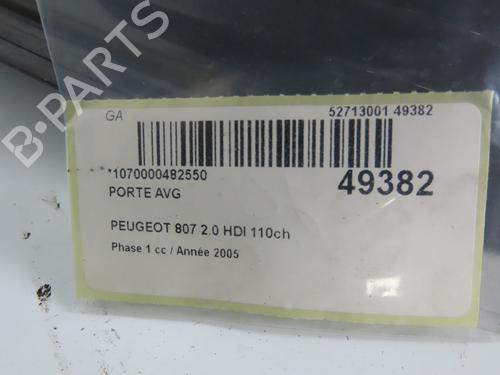 GA
52713001 49382
*1070000482550
49382
PORTE AVG
PEUGEOT 807 2.0 HDI 110ch
Phase 1 cc / Année 2005
B-PARTS